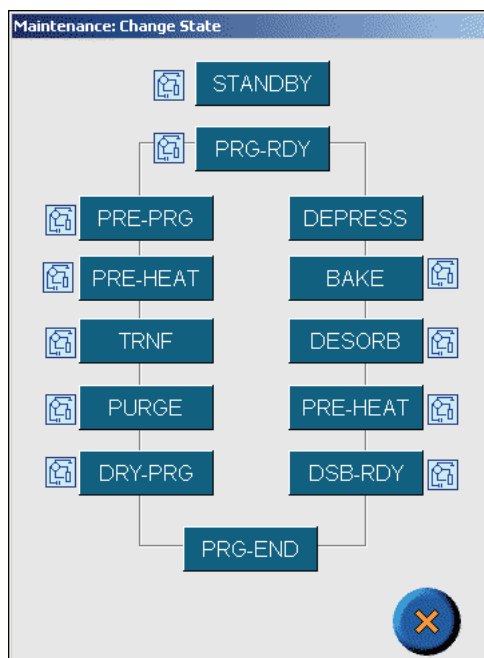 Maintenance: Change State
STANDBY
PRG-RDY
PRE-PRG
DEPRESS
PRE-HEAT
BAKE
TRNF
DESORB
PURGE
PRE-HEAT
DRY-PRG
DSB-RDY
PRG-END